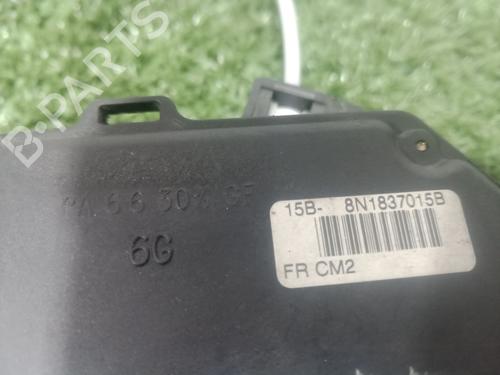 B-PARTS
PA 6 6 30% GF
6G
15B- 8N1837015B
FR CM2